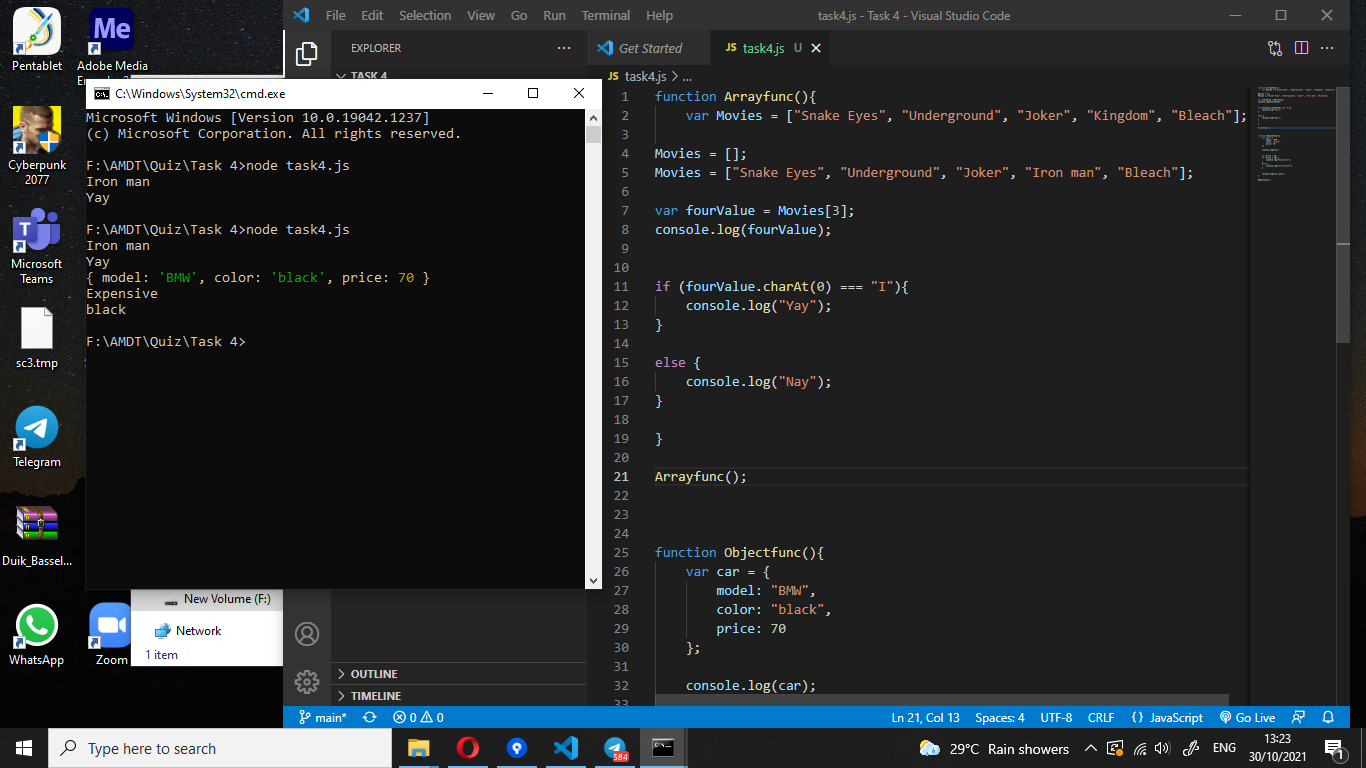 Pentablet
Adobe Media
Cyberpunk
2077
Microsoft
Teams
sc3.tmp
Telegram
Duik_Bassel...
WhatsApp
Zoom
C:\Windows\System32\cmd.exe
Microsoft Windows [Version 10.0.19042.1237]
(c) Microsoft Corporation. All rights reserved.
F:\AMDT\Quiz\Task 4>node task4.js
Iron man
Yay
F:\AMDT\Quiz\Task 4>node task4.js
Iron man
Yay
{ model: 'BMW', color: 'black', price: 70 }
Expensive
black
F:\AMDT\Quiz\Task 4>
New Volume (F:)
Network
1 item
File Edit Selection View Go Run Terminal Help
task4.js - Task 4 - Visual Studio Code
EXPLORER
TASK 4
Get Started
JS task4.js U
JS task4.js > ...
1 function Arrayfunc(){
2 var Movies = ["Snake Eyes", "Underground", "Joker", "Kingdom", "Bleach"];
3
4 Movies = [];
5 Movies = ["Snake Eyes", "Underground", "Joker", "Iron man", "Bleach"];
6
7 var fourValue = Movies[3];
8 console.log(fourValue);
9
10
11 if (fourValue.charAt(0) === "I"){
12 console.log("Yay");
13 }
14
15 else {
16 console.log("Nay");
17 }
18
19 }
20
21 Arrayfunc();
22
23
24
25 function Objectfunc(){
26 var car = {
27 model: "BMW",
28 color: "black",
29 price: 70
30 };
31
32 console.log(car);
33
OUTLINE
TIMELINE
main* 0 0
Ln 21, Col 13 Spaces: 4 UTF-8 CRLF {} JavaScript Go Live
Type here to search
584
29°C Rain showers
ENG
13:23
30/10/2021
1